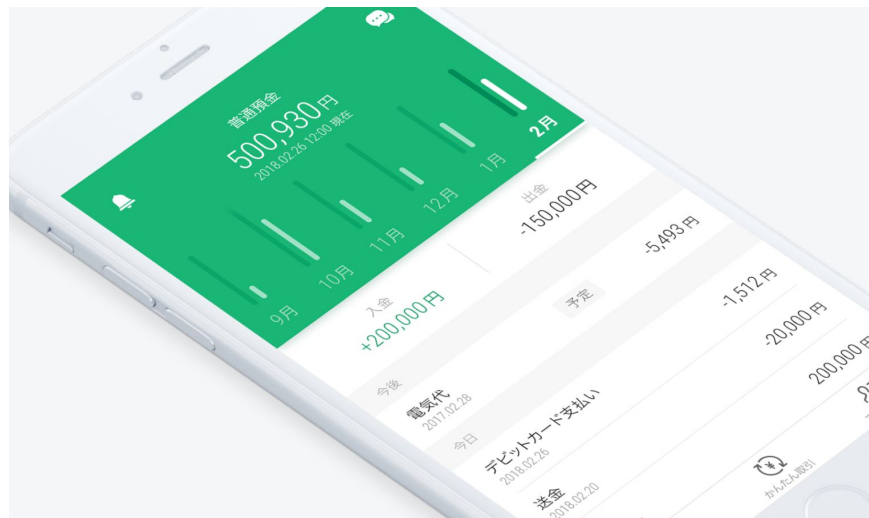 普通預金
500,930円
2018.02.26 12:00 現在
9月
10月
11月
12月
1月
2月
入金
+200,000円
出金
-150,000円
今後
予定
電気代
2017.02.28
-5,493円
今日
デビットカード支払い
2018.02.26
-1,512円
送金
2018.02.20
-20,000円
200,000円
かんたん取引